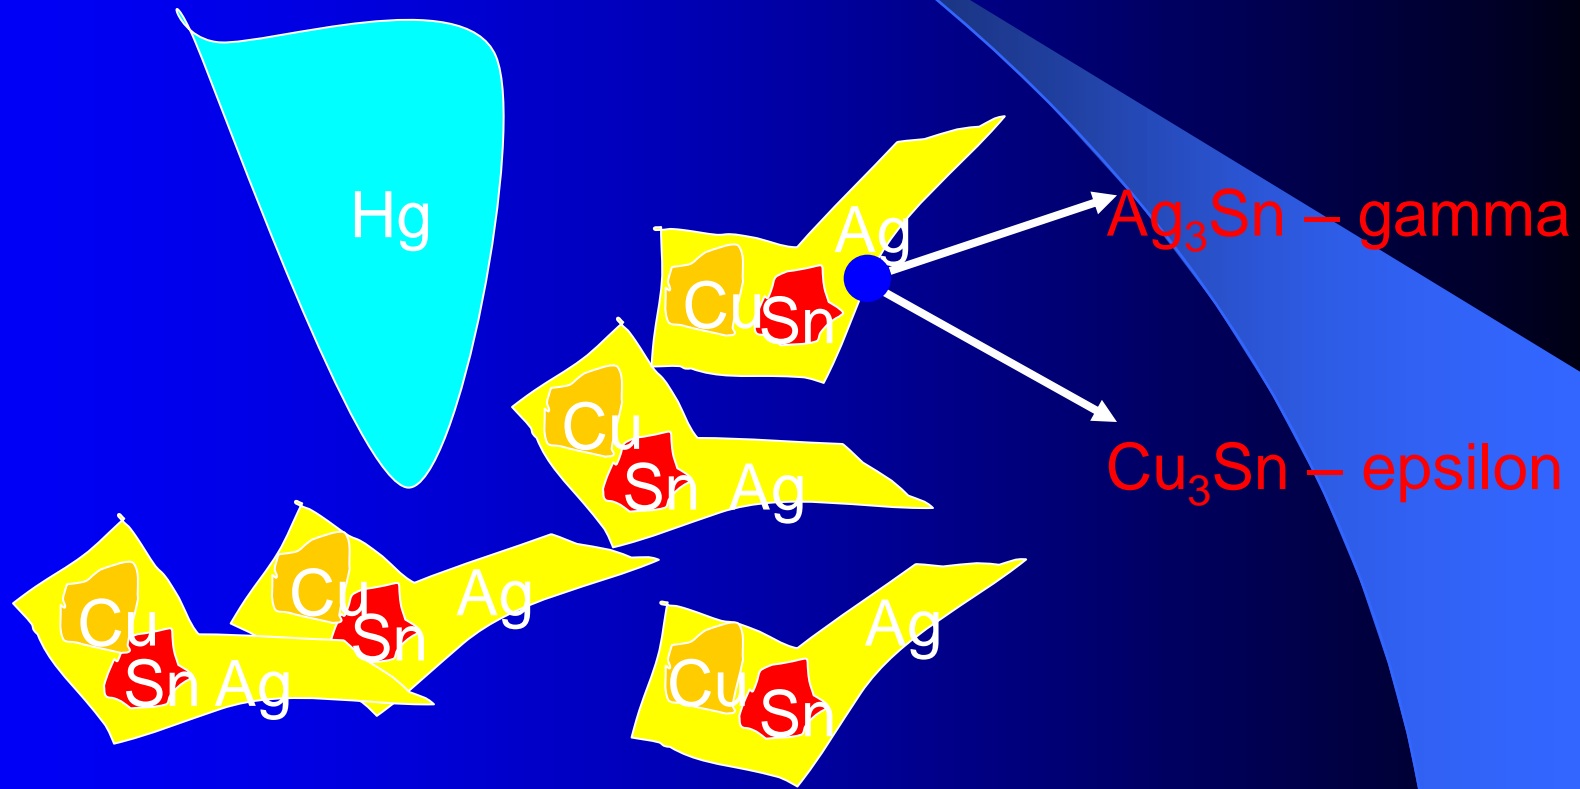 Hg
Ag
Ag₃Sn – gamma
Cu
Sn
Cu
Sn
Ag
Cu₃Sn – epsilon
Cu
Sn
Ag
Cu
Sn
Ag
Cu
Sn
Ag